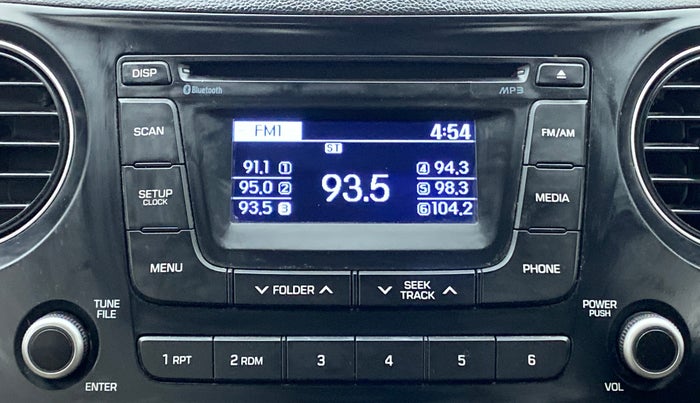 DISP
Bluetooth
MP3
SCAN
FM1
4:54
FM/AM
ST
91.1 1
4 94.3
SETUP
CLOCK
95.0 2
93.5
5 98.3
MEDIA
93.5 3
6 104.2
MENU
FOLDER
SEEK
TRACK
PHONE
TUNE
FILE
POWER
PUSH
1 RPT
2 RDM
3
4
5
6
ENTER
VOL